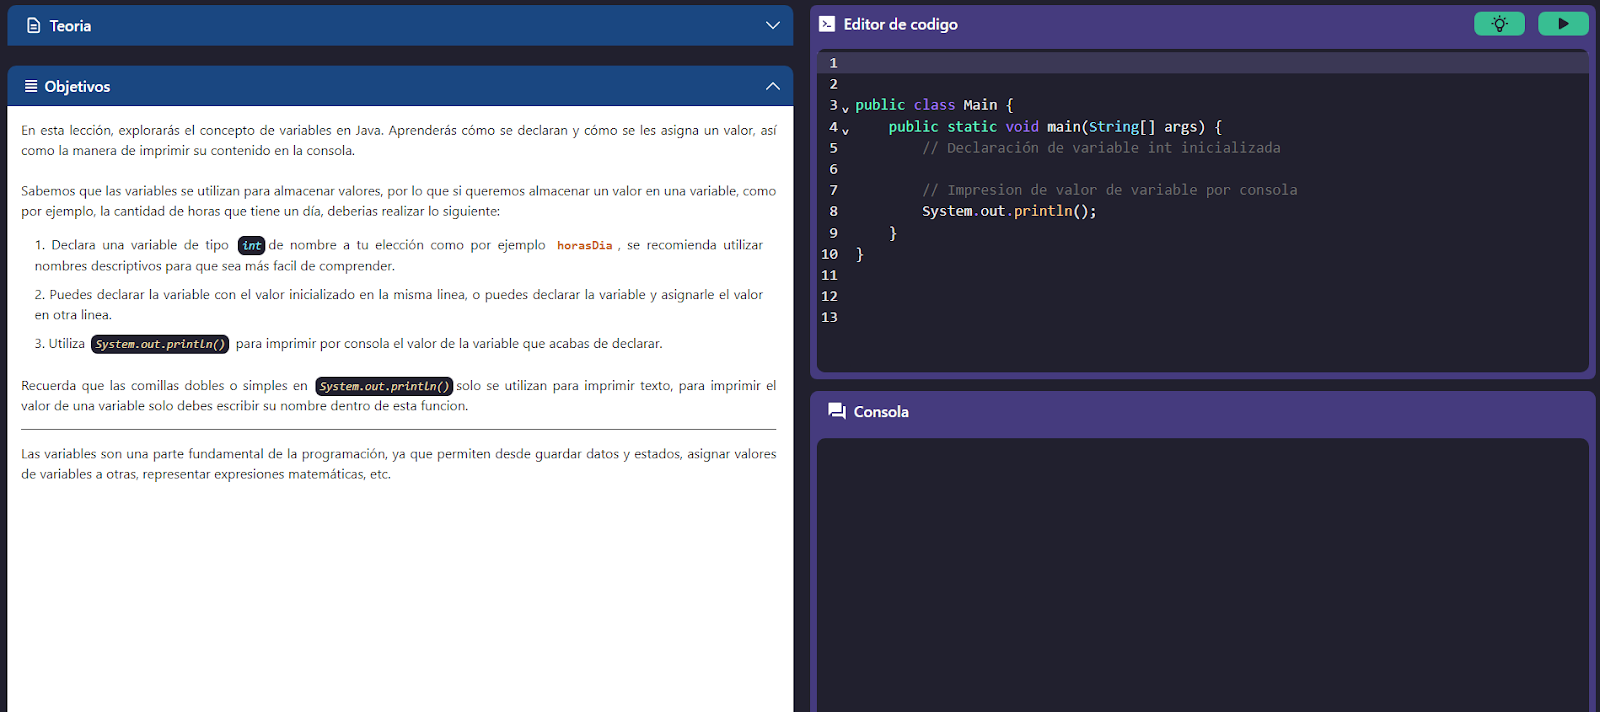 Teoria
Objetivos
En esta lección, explorarás el concepto de variables en Java. Aprenderás cómo se declaran y cómo se les asigna un valor, así
como la manera de imprimir su contenido en la consola.
Sabemos que las variables se utilizan para almacenar valores, por lo que si queremos almacenar un valor en una variable, como
por ejemplo, la cantidad de horas que tiene un día, deberias realizar lo siguiente:
1. Declara una variable de tipo int de nombre a tu elección como por ejemplo horasDia, se recomienda utilizar
nombres descriptivos para que sea más facil de comprender.
2. Puedes declarar la variable con el valor inicializado en la misma linea, o puedes declarar la variable y asignarle el valor
en otra linea.
3. Utiliza System.out.println() para imprimir por consola el valor de la variable que acabas de declarar.
Recuerda que las comillas dobles o simples en System.out.println() solo se utilizan para imprimir texto, para imprimir el
valor de una variable solo debes escribir su nombre dentro de esta funcion.
Las variables son una parte fundamental de la programación, ya que permiten desde guardar datos y estados, asignar valores
de variables a otras, representar expresiones matemáticas, etc.
Editor de codigo
1
2
3 public class Main {
4 public static void main(String[] args) {
5 // Declaración de variable int inicializada
6
7 // Impresion de valor de variable por consola
8 System.out.println();
9 }
10 }
11
12
13
Consola